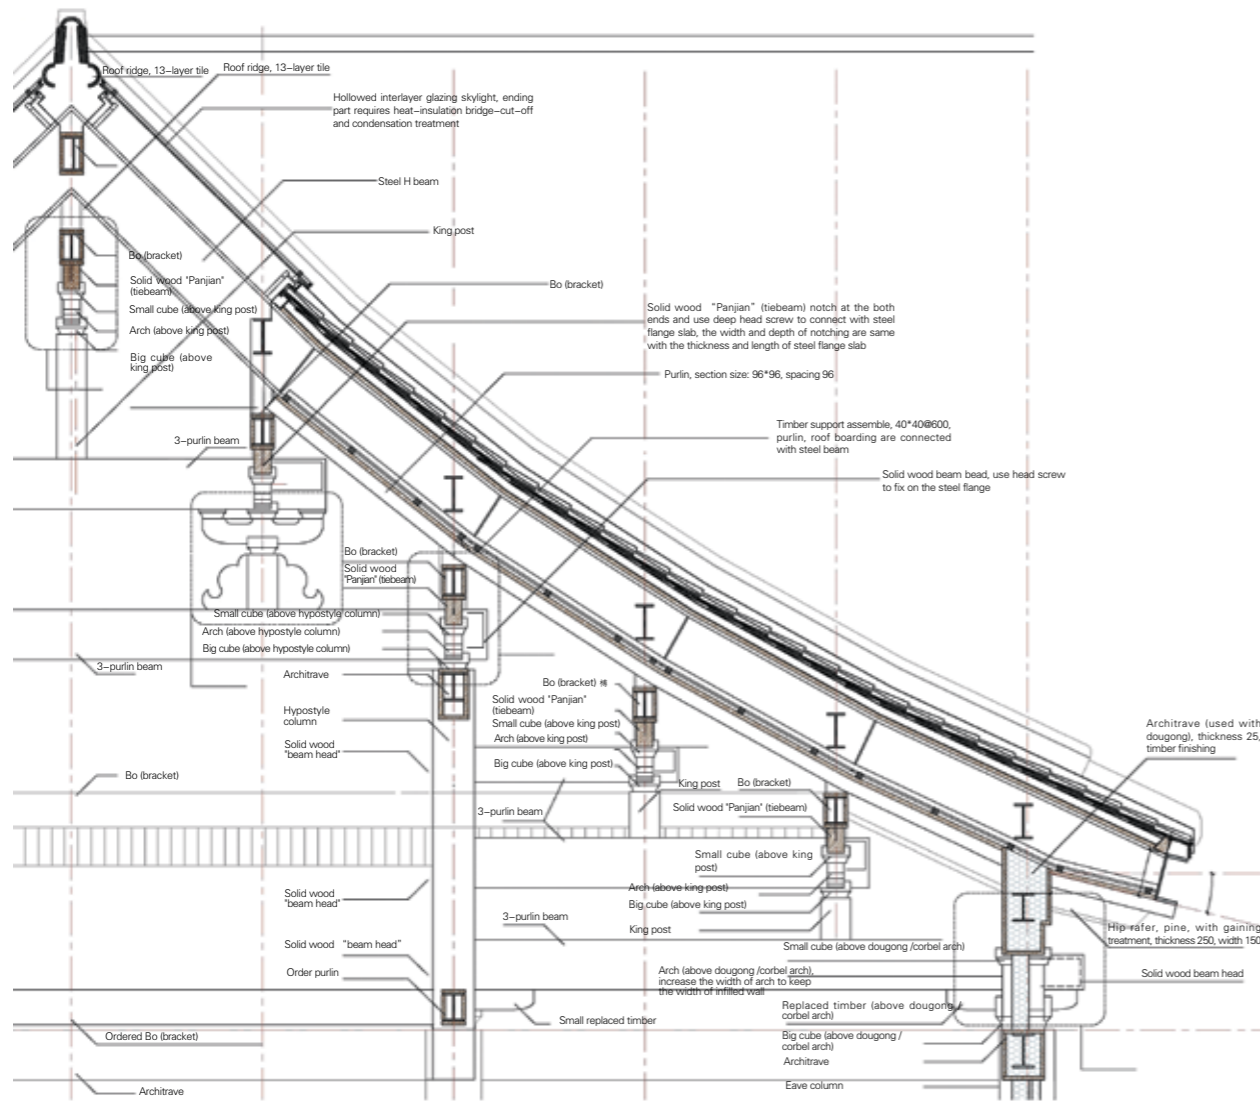 Roof ridge, 13-layer tile
Roof ridge, 13-layer tile
Hollowed interlayer glazing skylight, ending
part requires heat-insulation bridge-cut-off
and condensation treatment
Steel H beam
King post
Bo (bracket)
Solid wood "Panjian"
(tiebeam)
Small cube (above king post)
Arch (above king post)
Big cube (above
king post)
Bo (bracket)
Solid wood "Panjian" (tiebeam) notch at the both
ends and use deep head screw to connect with steel
flange slab, the width and depth of notching are same
with the thickness and length of steel flange slab
Purlin, section size: 96*96, spacing 96
Timber support assemble, 40*40@600,
purlin, roof boarding are connected
with steel beam
Solid wood beam bead, use head screw
to fix on the steel flange
3-purlin beam
Bo (bracket)
Solid wood
"Panjian" (tiebeam)
Small cube (above hypostyle column)
Arch (above hypostyle column)
Big cube (above hypostyle column)
3-purlin beam
Architrave
Hypostyle
column
Solid wood
"beam head"
Bo (bracket)
Bo (bracket)
Solid wood "Panjian"
(tiebeam)
Small cube (above king post)
Arch (above king post)
Big cube (above king post)
King post
3-purlin beam
Bo (bracket)
Solid wood "Panjian" (tiebeam)
Small cube (above king
post)
Arch (above king post)
Big cube (above king post)
King post
3-purlin beam
Architrave (used with
dougong), thickness 25,
timber finishing
Hip rafer, pine, with gaining
treatment, thickness 250, width 150
Solid wood beam head
Solid wood
"beam head"
Solid wood "beam head"
Order purlin
Small cube (above dougong /corbel arch)
Arch (above dougong /corbel arch),
increase the width of arch to keep
the width of infilled wall
Replaced timber (above dougong /
corbel arch)
Small replaced timber
Big cube (above dougong /
corbel arch)
Architrave
Eave column
Ordered Bo (bracket)
Architrave